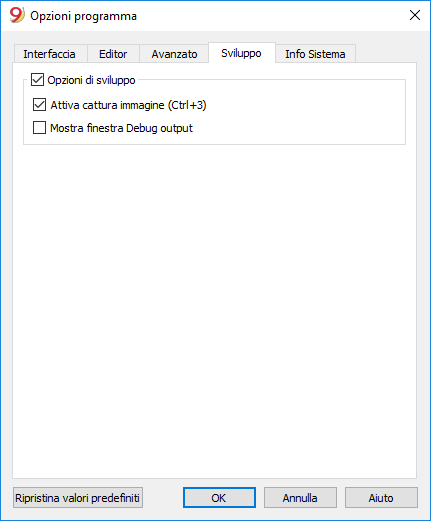 Opzioni programma
Interfaccia Editor Avanzato Sviluppo Info Sistema
Opzioni di sviluppo
Attiva cattura immagine (Ctrl+3)
Mostra finestra Debug output
Ripristina valori predefiniti OK Annulla Aiuto